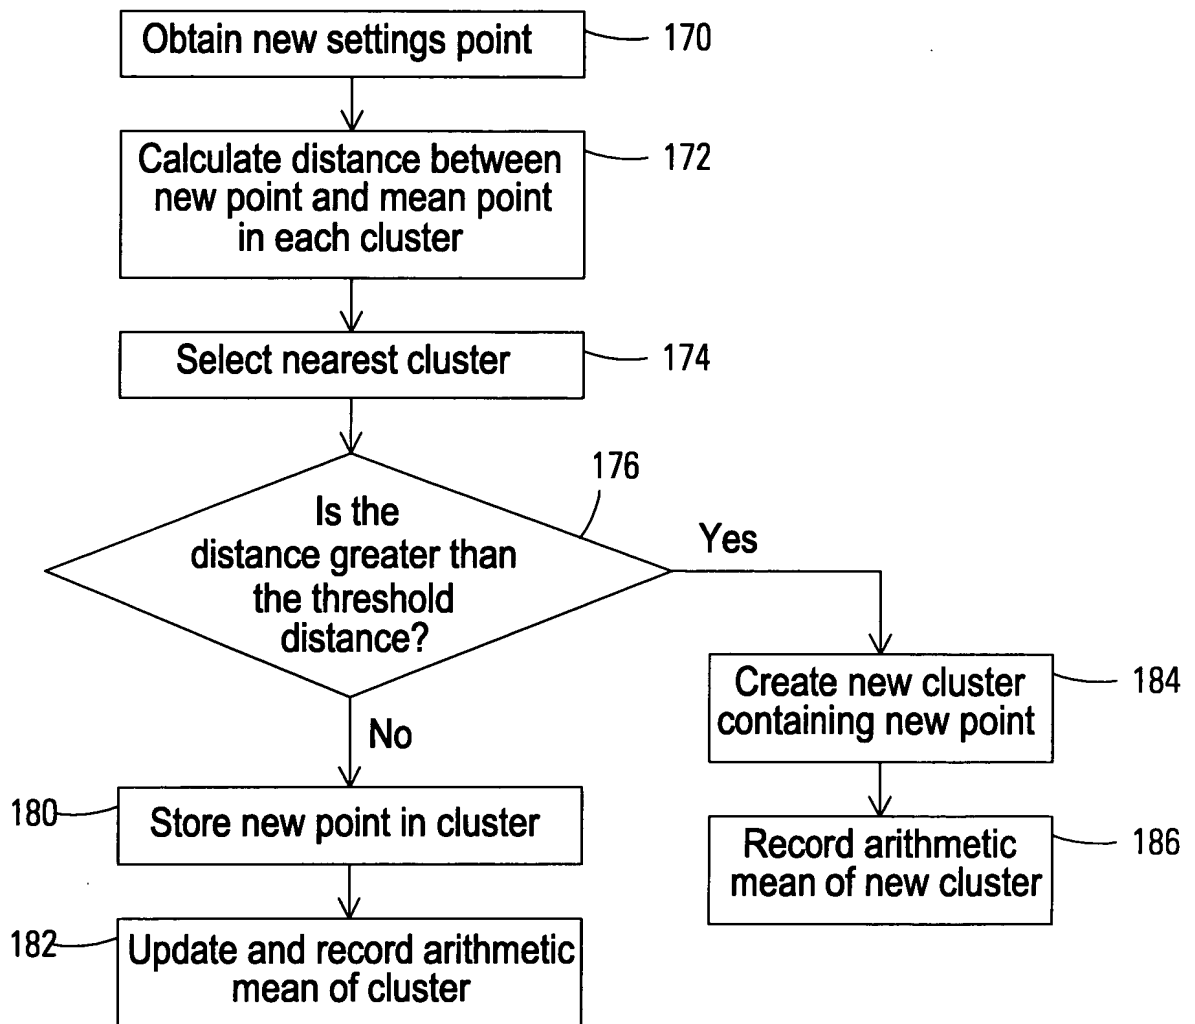 Obtain new settings point
170
Calculate distance between
new point and mean point
in each cluster
172
Select nearest cluster
174
176
Is the
distance greater than
the threshold
distance?
Yes
No
Create new cluster
containing new point
184
180
Store new point in cluster
Record arithmetic
mean of new cluster
186
182
Update and record arithmetic
mean of cluster